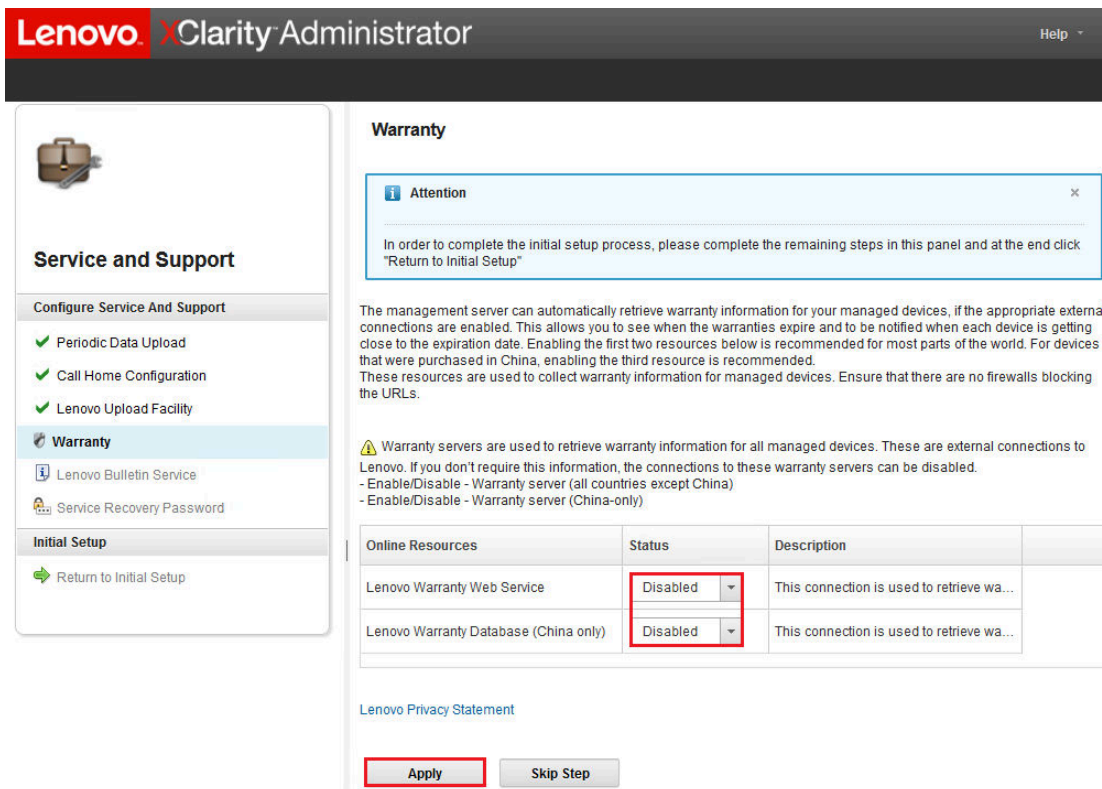 Lenovo. XClarity Administrator
Help
Service and Support
Configure Service And Support
Periodic Data Upload
Call Home Configuration
Lenovo Upload Facility
Warranty
Lenovo Bulletin Service
Service Recovery Password
Initial Setup
Return to Initial Setup
Warranty
Attention
In order to complete the initial setup process, please complete the remaining steps in this panel and at the end click
"Return to Initial Setup"
The management server can automatically retrieve warranty information for your managed devices, if the appropriate externa
connections are enabled. This allows you to see when the warranties expire and to be notified when each device is getting
close to the expiration date. Enabling the first two resources below is recommended for most parts of the world. For devices
that were purchased in China, enabling the third resource is recommended.
These resources are used to collect warranty information for managed devices. Ensure that there are no firewalls blocking
the URLs.
Warranty servers are used to retrieve warranty information for all managed devices. These are external connections to
Lenovo. If you don't require this information, the connections to these warranty servers can be disabled.
- Enable/Disable - Warranty server (all countries except China)
- Enable/Disable - Warranty server (China-only)
Online Resources Status Description
Lenovo Warranty Web Service Disabled This connection is used to retrieve wa...
Lenovo Warranty Database (China only) Disabled This connection is used to retrieve wa...
Lenovo Privacy Statement
Apply Skip Step